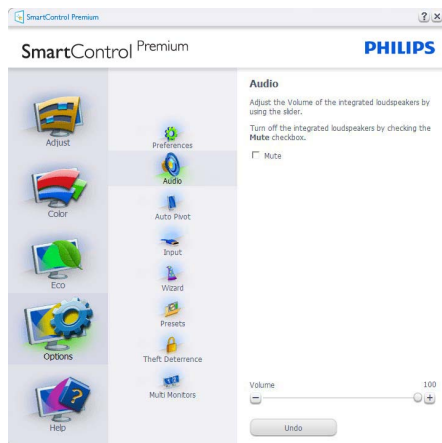 SmartControl Premium
? X
SmartControl Premium
PHILIPS
Adjust
Color
Eco
Options
Help
Preferences
Audio
Auto Pivot
Input
Wizard
Presets
Theft Deterrence
Multi Monitors
Audio
Adjust the Volume of the integrated loudspeakers by
using the slider.
Turn off the integrated loudspeakers by checking the
Mute checkbox.
Mute
Volume 100
Undo